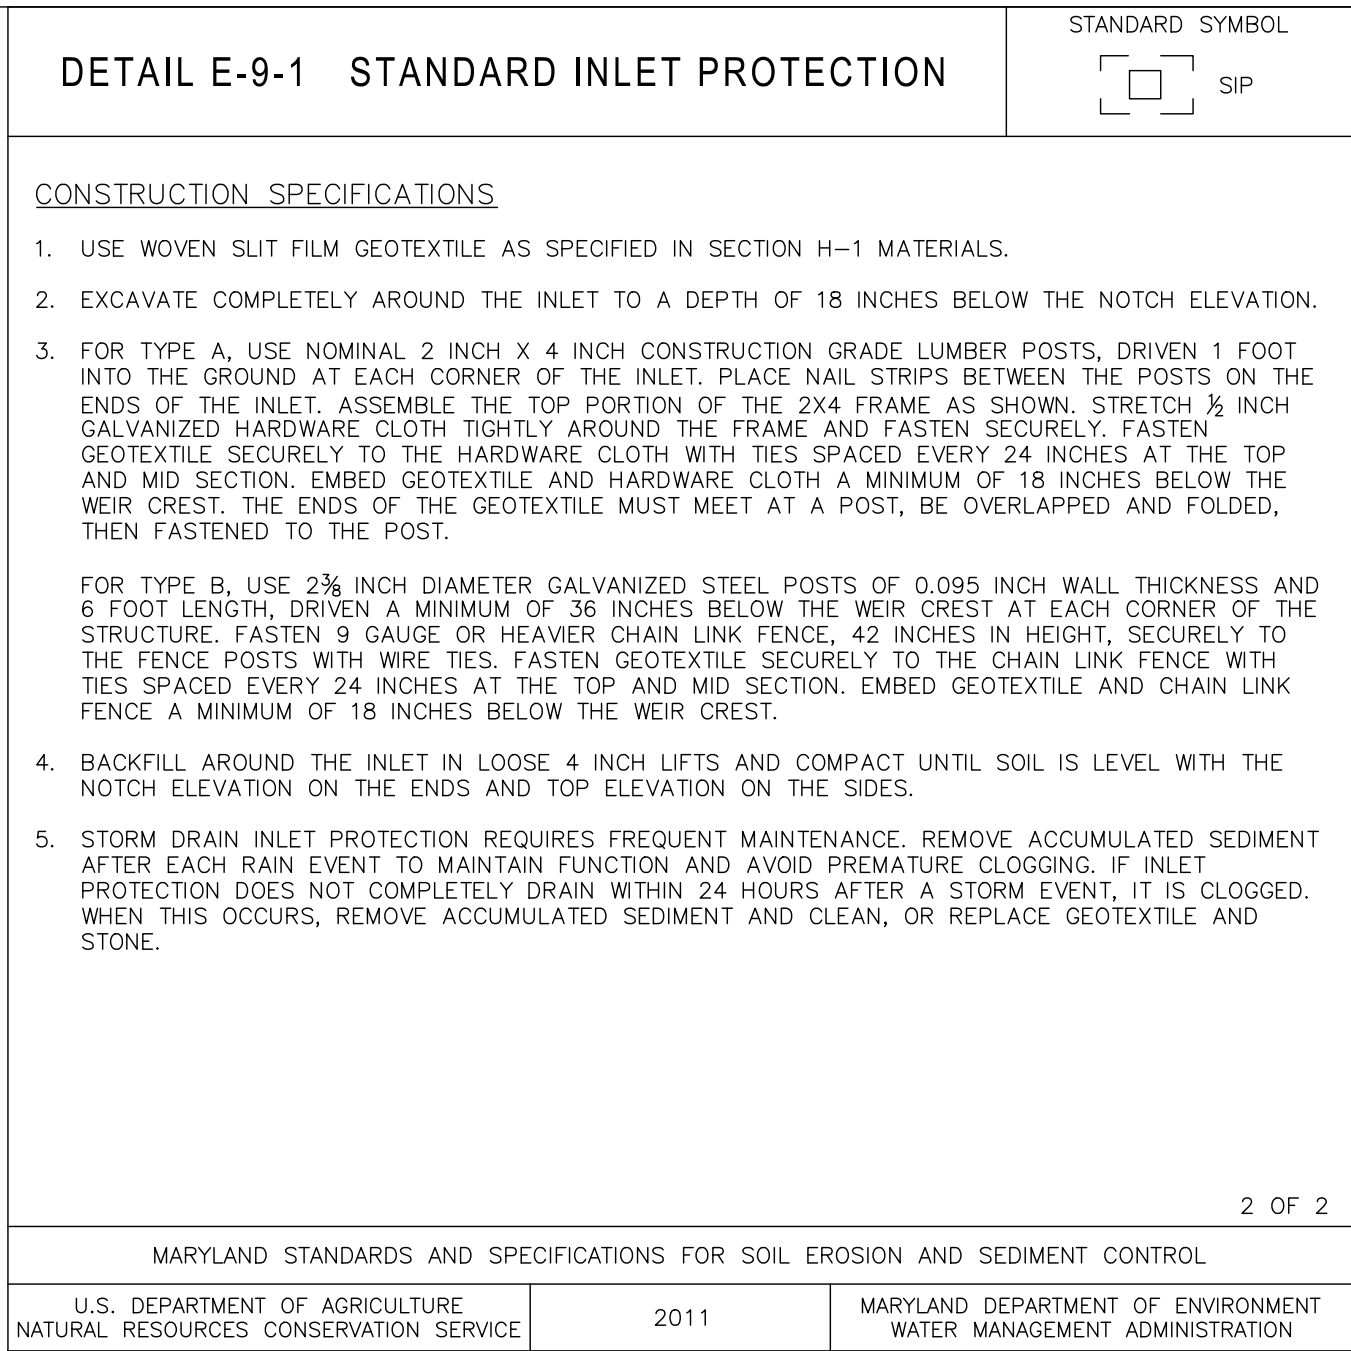 DETAIL E-9-1 STANDARD INLET PROTECTION
STANDARD SYMBOL
SIP
CONSTRUCTION SPECIFICATIONS
1. USE WOVEN SLIT FILM GEOTEXTILE AS SPECIFIED IN SECTION H-1 MATERIALS.
2. EXCAVATE COMPLETELY AROUND THE INLET TO A DEPTH OF 18 INCHES BELOW THE NOTCH ELEVATION.
3. FOR TYPE A, USE NOMINAL 2 INCH X 4 INCH CONSTRUCTION GRADE LUMBER POSTS, DRIVEN 1 FOOT
INTO THE GROUND AT EACH CORNER OF THE INLET. PLACE NAIL STRIPS BETWEEN THE POSTS ON THE
ENDS OF THE INLET. ASSEMBLE THE TOP PORTION OF THE 2X4 FRAME AS SHOWN. STRETCH ½ INCH
GALVANIZED HARDWARE CLOTH TIGHTLY AROUND THE FRAME AND FASTEN SECURELY. FASTEN
GEOTEXTILE SECURELY TO THE HARDWARE CLOTH WITH TIES SPACED EVERY 24 INCHES AT THE TOP
AND MID SECTION. EMBED GEOTEXTILE AND HARDWARE CLOTH A MINIMUM OF 18 INCHES BELOW THE
WEIR CREST. THE ENDS OF THE GEOTEXTILE MUST MEET AT A POST, BE OVERLAPPED AND FOLDED,
THEN FASTENED TO THE POST.
FOR TYPE B, USE 2⅜ INCH DIAMETER GALVANIZED STEEL POSTS OF 0.095 INCH WALL THICKNESS AND
6 FOOT LENGTH, DRIVEN A MINIMUM OF 36 INCHES BELOW THE WEIR CREST AT EACH CORNER OF THE
STRUCTURE. FASTEN 9 GAUGE OR HEAVIER CHAIN LINK FENCE, 42 INCHES IN HEIGHT, SECURELY TO
THE FENCE POSTS WITH WIRE TIES. FASTEN GEOTEXTILE SECURELY TO THE CHAIN LINK FENCE WITH
TIES SPACED EVERY 24 INCHES AT THE TOP AND MID SECTION. EMBED GEOTEXTILE AND CHAIN LINK
FENCE A MINIMUM OF 18 INCHES BELOW THE WEIR CREST.
4. BACKFILL AROUND THE INLET IN LOOSE 4 INCH LIFTS AND COMPACT UNTIL SOIL IS LEVEL WITH THE
NOTCH ELEVATION ON THE ENDS AND TOP ELEVATION ON THE SIDES.
5. STORM DRAIN INLET PROTECTION REQUIRES FREQUENT MAINTENANCE. REMOVE ACCUMULATED SEDIMENT
AFTER EACH RAIN EVENT TO MAINTAIN FUNCTION AND AVOID PREMATURE CLOGGING. IF INLET
PROTECTION DOES NOT COMPLETELY DRAIN WITHIN 24 HOURS AFTER A STORM EVENT, IT IS CLOGGED.
WHEN THIS OCCURS, REMOVE ACCUMULATED SEDIMENT AND CLEAN, OR REPLACE GEOTEXTILE AND
STONE.
2 OF 2
MARYLAND STANDARDS AND SPECIFICATIONS FOR SOIL EROSION AND SEDIMENT CONTROL
U.S. DEPARTMENT OF AGRICULTURE
NATURAL RESOURCES CONSERVATION SERVICE
2011
MARYLAND DEPARTMENT OF ENVIRONMENT
WATER MANAGEMENT ADMINISTRATION